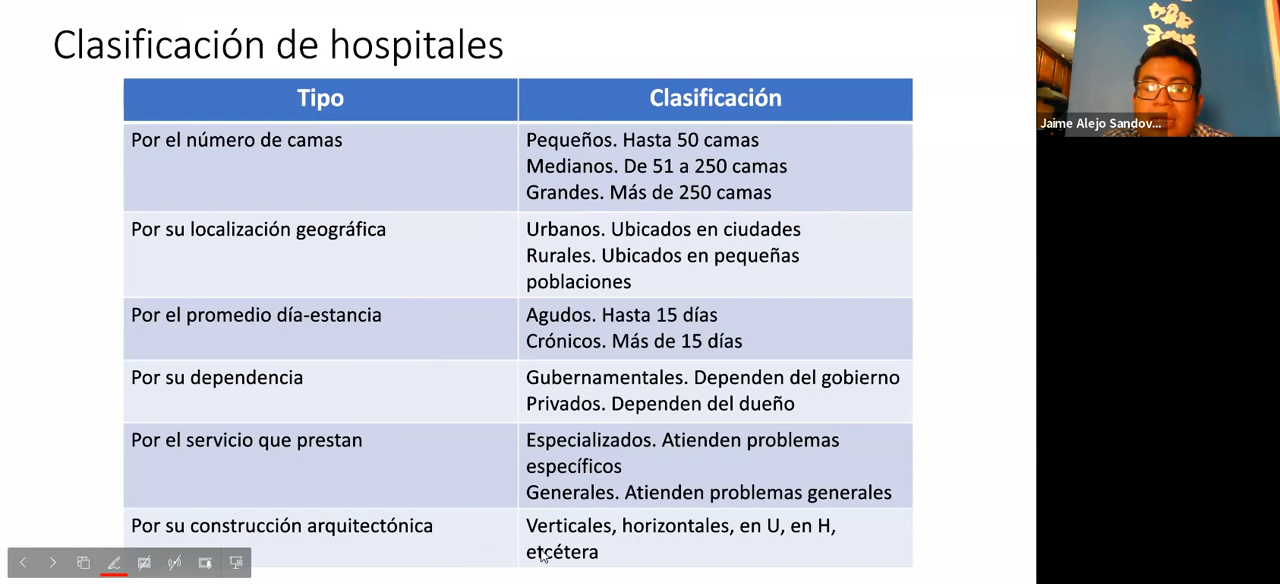 Clasificación de hospitales
Tipo
Clasificación
Por el número de camas
Pequeños. Hasta 50 camas
Medianos. De 51 a 250 camas
Grandes. Más de 250 camas
Por su localización geográfica
Urbanos. Ubicados en ciudades
Rurales. Ubicados en pequeñas
poblaciones
Por el promedio día-estancia
Agudos. Hasta 15 días
Crónicos. Más de 15 días
Por su dependencia
Gubernamentales. Dependen del gobierno
Privados. Dependen del dueño
Por el servicio que prestan
Especializados. Atienden problemas
específicos
Generales. Atienden problemas generales
Por su construcción arquitectónica
Verticales, horizontales, en U, en H,
etcétera
Jaime Alejo Sandov...